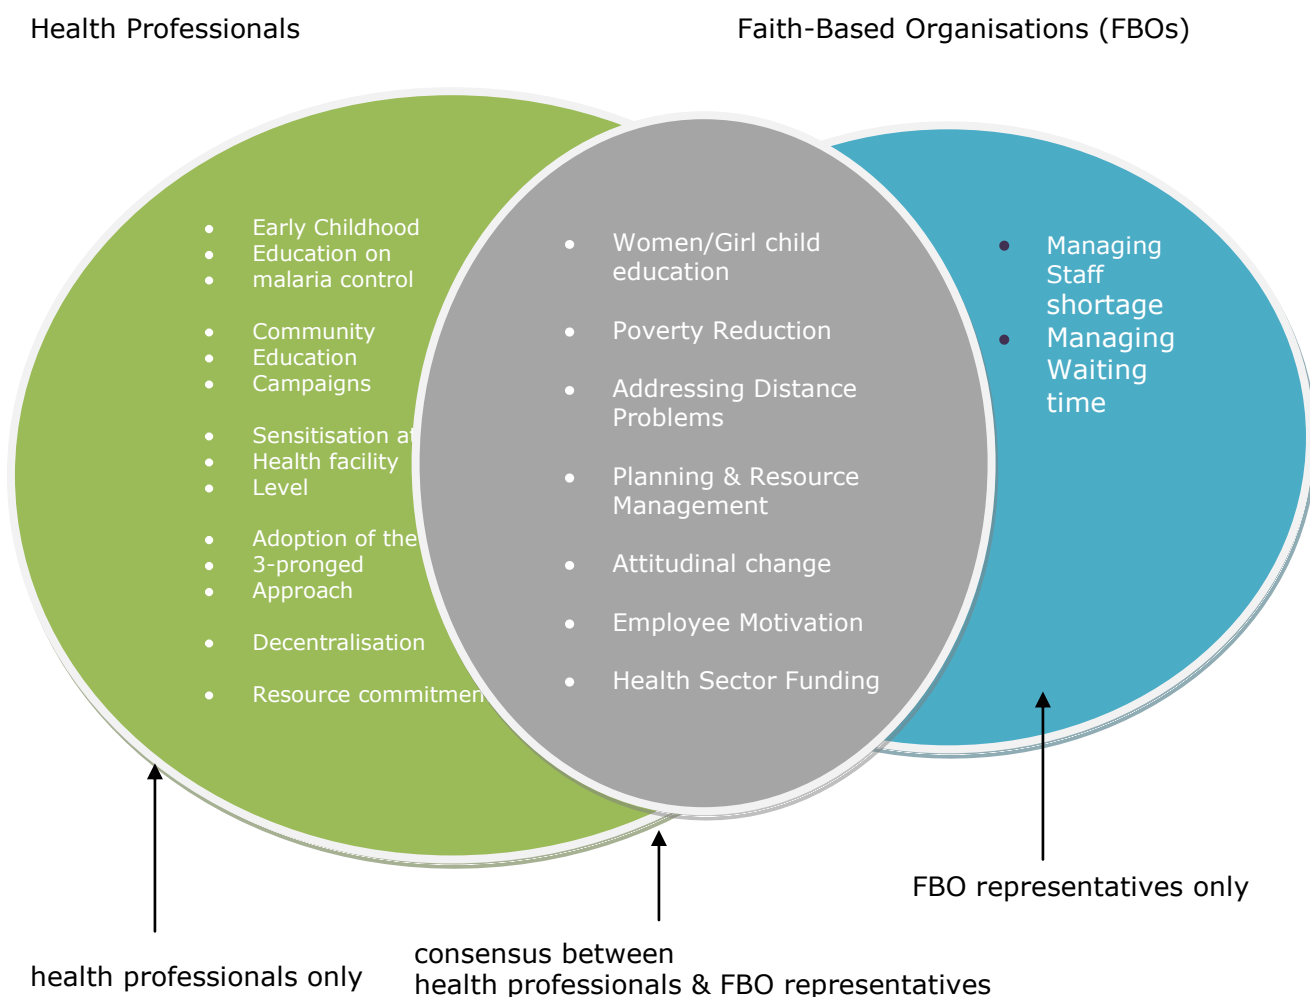 Health Professionals
Faith-Based Organisations (FBOs)
• Early Childhood
• Education on
• malaria control
• Community
• Education
• Campaigns
• Sensitisation at
• Health facility
• Level
• Adoption of the
• 3-pronged
• Approach
• Decentralisation
• Resource commitmen
• Women/Girl child
education
• Poverty Reduction
• Addressing Distance
Problems
• Planning & Resource
Management
• Attitudinal change
• Employee Motivation
• Health Sector Funding
• Managing
Staff
shortage
• Managing
Waiting
time
FBO representatives only
health professionals only
consensus between
health professionals & FBO representatives